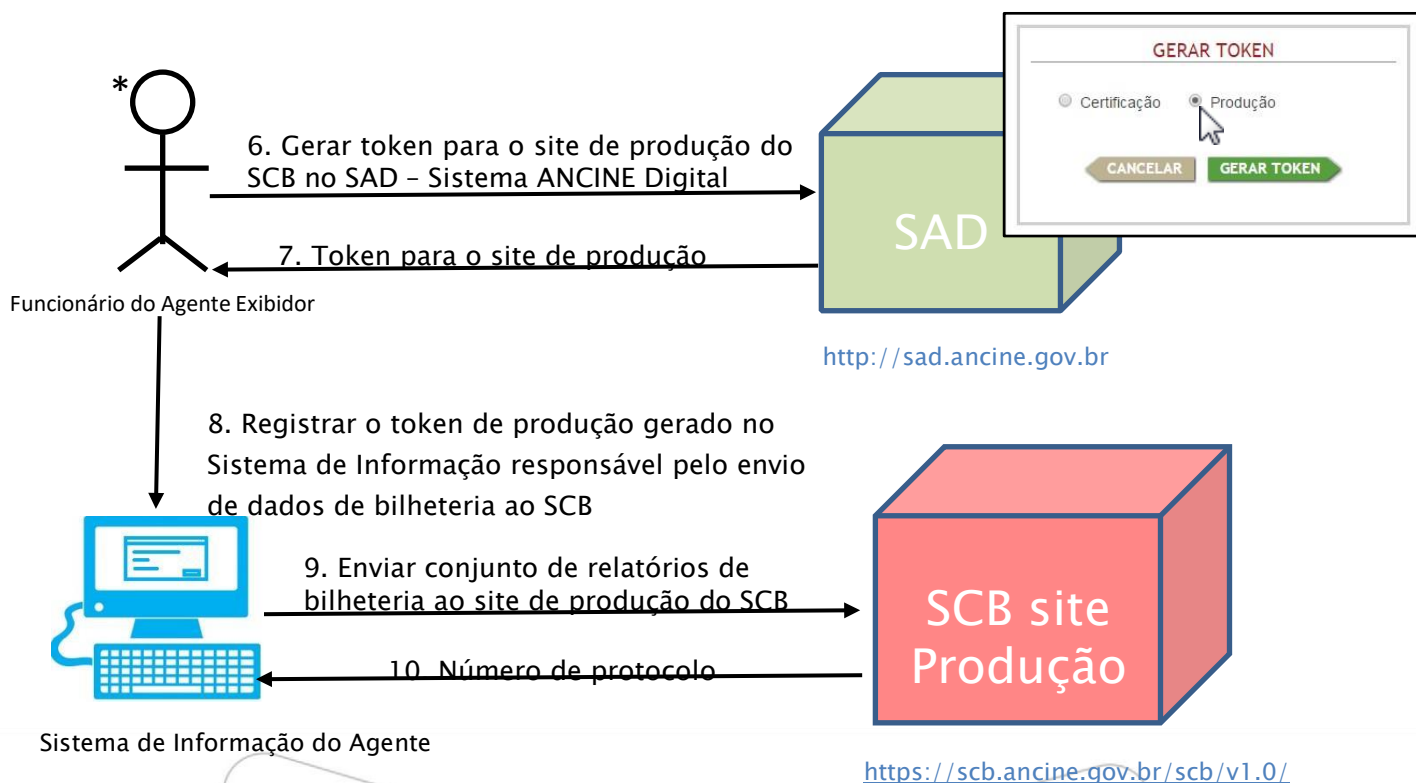 GERAR TOKEN
Certificação Produção
CANCELAR GERAR TOKEN
*
6. Gerar token para o site de produção do
SCB no SAD – Sistema ANCINE Digital
SAD
7. Token para o site de produção
Funcionário do Agente Exibidor
http://sad.ancine.gov.br
8. Registrar o token de produção gerado no
Sistema de Informação responsável pelo envio
de dados de bilheteria ao SCB
9. Enviar conjunto de relatórios de
bilheteria ao site de produção do SCB
SCB site
Produção
10. Número de protocolo
Sistema de Informação do Agente
https://scb.ancine.gov.br/scb/v1.0/